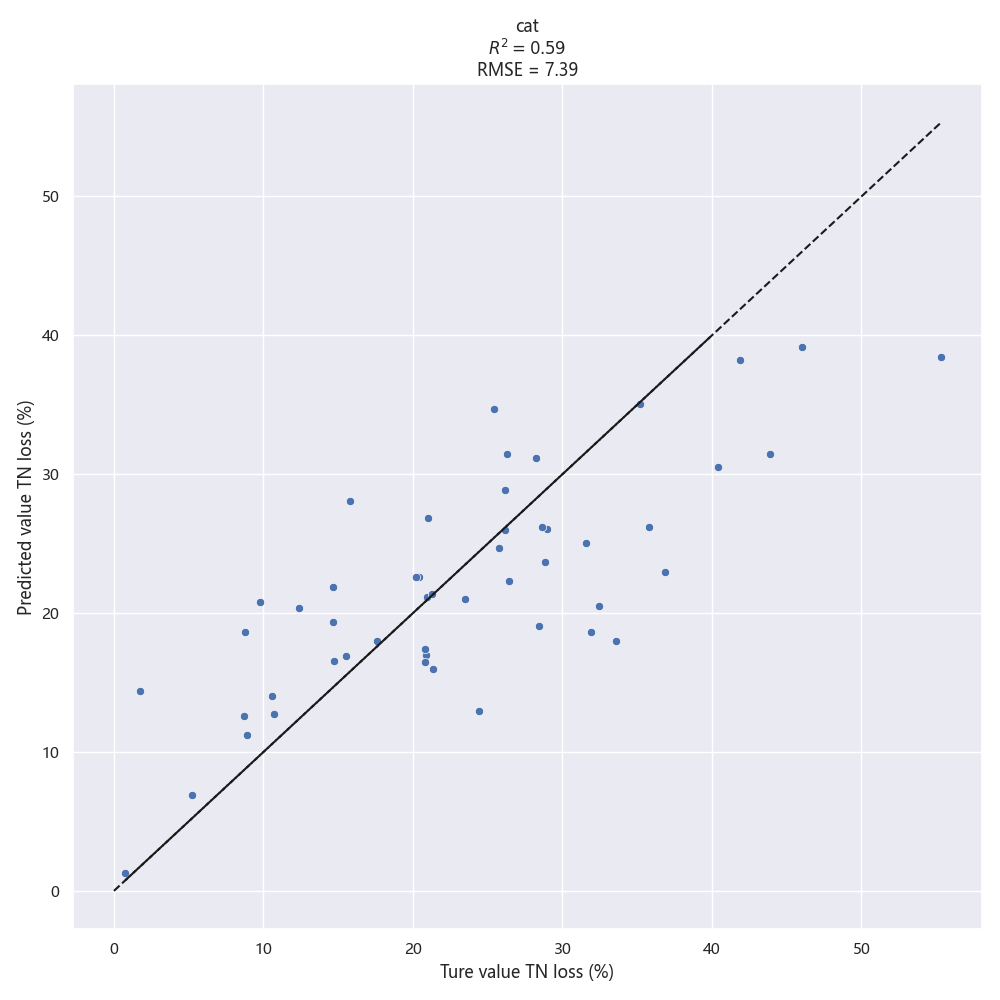 cat
R² = 0.59
RMSE = 7.39
Predicted value TN loss (%)
50
40
30
20
10
0
0 10 20 30 40 50
Ture value TN loss (%)